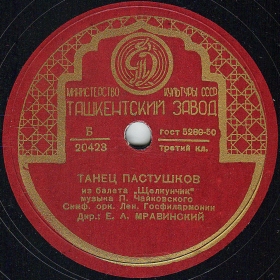 МИНИСТЕРСТВО КУЛЬТУРЫ СССР
ТАШКЕНТСКИЙ ЗАВОД
Б
20423
ГОСТ 5289-50
третий кл.
ТАНЕЦ ПАСТУШКОВ
из балета „Щелкунчик“
музыка П. Чайковского
Симф. орк. Лен. Госфилармонии
Дир.: Е. А. МРАВИНСКИЙ